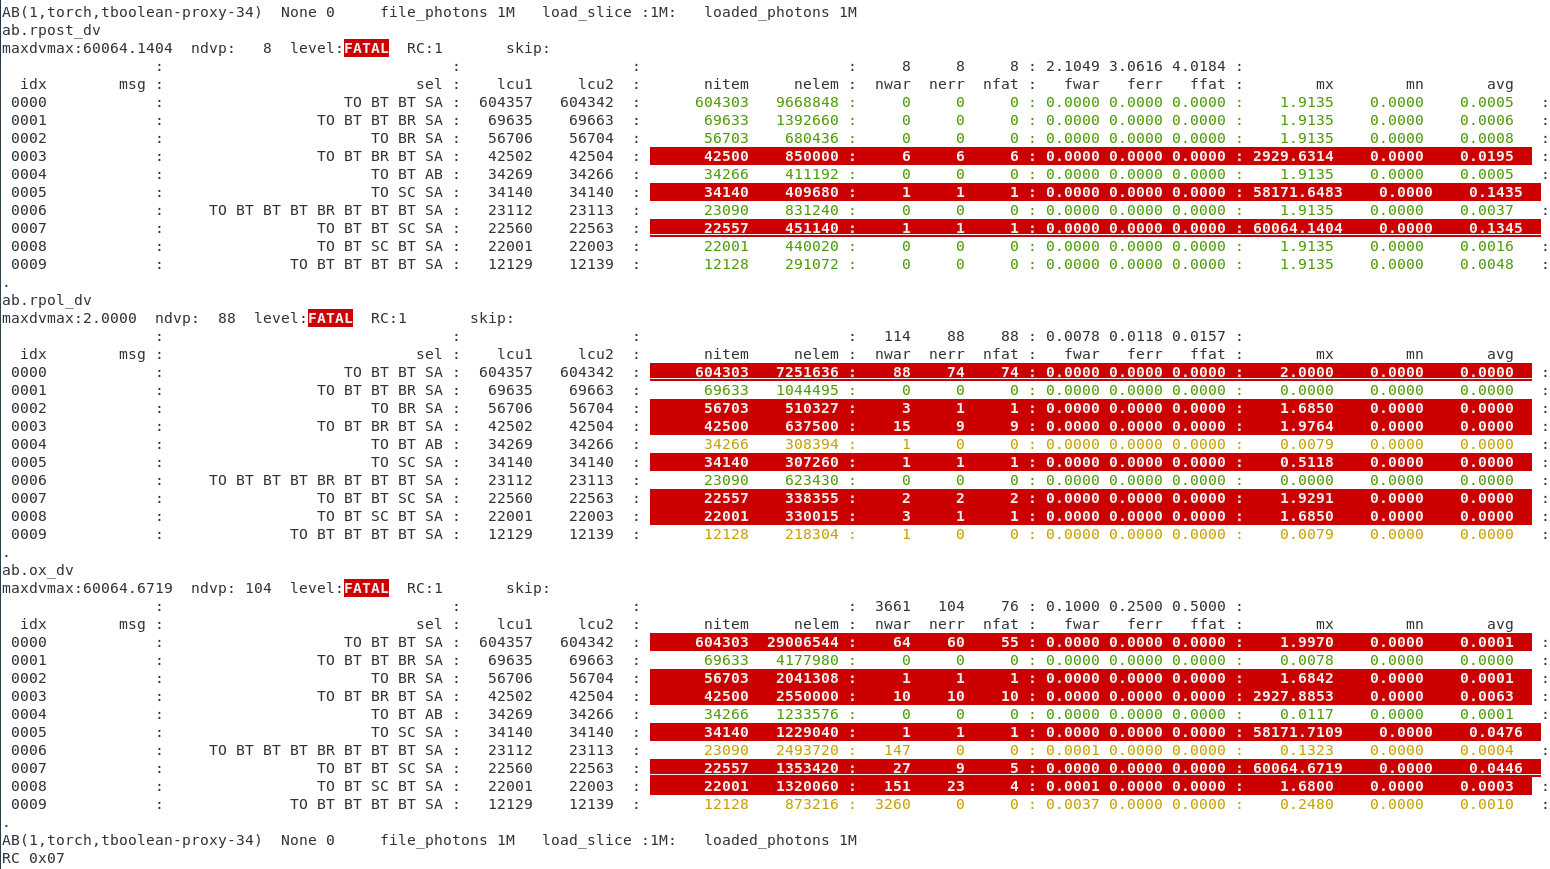 AB(1,torch,tboolean-proxy-34)  None 0     file_photons 1M   load_slice :1M:   loaded_photons 1M
ab.rpost_dv
maxdvmax:60064.1404  ndvp:   8  level:FATAL  RC:1       skip:
                 :                                :                   :                       :     8     8     8 : 2.1049 3.0616 4.0184 :
  idx        msg :                            sel :    lcu1    lcu2  :       nitem     nelem :  nwar  nerr  nfat :   fwar   ferr   ffat :        mx        mn       avg
 0000            :                    TO BT BT SA :  604357  604342  :      604303   9668848 :     0     0     0 : 0.0000 0.0000 0.0000 :    1.9135    0.0000    0.0005   :
 0001            :                 TO BT BT BR SA :   69635   69663  :       69633   1392660 :     0     0     0 : 0.0000 0.0000 0.0000 :    1.9135    0.0000    0.0006   :
 0002            :                       TO BR SA :   56706   56704  :       56703    680436 :     0     0     0 : 0.0000 0.0000 0.0000 :    1.9135    0.0000    0.0008   :
 0003            :                 TO BT BR BT SA :   42502   42504  :       42500    850000 :     6     6     6 : 0.0000 0.0000 0.0000 : 2929.6314    0.0000    0.0195   :
 0004            :                       TO BT AB :   34269   34266  :       34266    411192 :     0     0     0 : 0.0000 0.0000 0.0000 :    1.9135    0.0000    0.0005   :
 0005            :                       TO SC SA :   34140   34140  :       34140    409680 :     1     1     1 : 0.0000 0.0000 0.0000 : 58171.6483    0.0000    0.1435   :
 0006            :     TO BT BT BT BR BT BT BT SA :   23112   23113  :       23090    831240 :     0     0     0 : 0.0000 0.0000 0.0000 :    1.9135    0.0000    0.0037   :
 0007            :                 TO BT BT SC SA :   22560   22563  :       22557    451140 :     1     1     1 : 0.0000 0.0000 0.0000 : 60064.1404    0.0000    0.1345   :
 0008            :                 TO BT SC BT SA :   22001   22003  :       22001    440020 :     0     0     0 : 0.0000 0.0000 0.0000 :    1.9135    0.0000    0.0016   :
 0009            :              TO BT BT BT BT SA :   12129   12139  :       12128    291072 :     0     0     0 : 0.0000 0.0000 0.0000 :    1.9135    0.0000    0.0048   :
.
ab.rpol_dv
maxdvmax:2.0000  ndvp:  88  level:FATAL  RC:1       skip:
                 :                                :                   :                       :   114    88    88 : 0.0078 0.0118 0.0157 :
  idx        msg :                            sel :    lcu1    lcu2  :       nitem     nelem :  nwar  nerr  nfat :   fwar   ferr   ffat :        mx        mn       avg
 0000            :                    TO BT BT SA :  604357  604342  :      604303   7251636 :    88    74    74 : 0.0000 0.0000 0.0000 :    2.0000    0.0000    0.0000   :
 0001            :                 TO BT BT BR SA :   69635   69663  :       69633   1044495 :     0     0     0 : 0.0000 0.0000 0.0000 :    0.0000    0.0000    0.0000   :
 0002            :                       TO BR SA :   56706   56704  :       56703    510327 :     3     1     1 : 0.0000 0.0000 0.0000 :    1.6850    0.0000    0.0000   :
 0003            :                 TO BT BR BT SA :   42502   42504  :       42500    637500 :    15     9     9 : 0.0000 0.0000 0.0000 :    1.9764    0.0000    0.0000   :
 0004            :                       TO BT AB :   34269   34266  :       34266    308394 :     1     0     0 : 0.0000 0.0000 0.0000 :    0.0079    0.0000    0.0000   :
 0005            :                       TO SC SA :   34140   34140  :       34140    307260 :     1     1     1 : 0.0000 0.0000 0.0000 :    0.5118    0.0000    0.0000   :
 0006            :     TO BT BT BT BR BT BT BT SA :   23112   23113  :       23090    623430 :     0     0     0 : 0.0000 0.0000 0.0000 :    0.0000    0.0000    0.0000   :
 0007            :                 TO BT BT SC SA :   22560   22563  :       22557    338355 :     2     2     2 : 0.0000 0.0000 0.0000 :    1.9291    0.0000    0.0000   :
 0008            :                 TO BT SC BT SA :   22001   22003  :       22001    330015 :     3     1     1 : 0.0000 0.0000 0.0000 :    1.6850    0.0000    0.0000   :
 0009            :              TO BT BT BT BT SA :   12129   12139  :       12128    218304 :     1     0     0 : 0.0000 0.0000 0.0000 :    0.0079    0.0000    0.0000   :
.
ab.ox_dv
maxdvmax:60064.6719  ndvp: 104  level:FATAL  RC:1       skip:
                 :                                :                   :                       :  3661   104    76 : 0.1000 0.2500 0.5000 :
  idx        msg :                            sel :    lcu1    lcu2  :       nitem     nelem :  nwar  nerr  nfat :   fwar   ferr   ffat :        mx        mn       avg
 0000            :                    TO BT BT SA :  604357  604342  :      604303  29006544 :    64    60    55 : 0.0000 0.0000 0.0000 :    1.9970    0.0000    0.0001   :
 0001            :                 TO BT BT BR SA :   69635   69663  :       69633   4177980 :     0     0     0 : 0.0000 0.0000 0.0000 :    0.0078    0.0000    0.0000   :
 0002            :                       TO BR SA :   56706   56704  :       56703   2041308 :     1     1     1 : 0.0000 0.0000 0.0000 :    1.6842    0.0000    0.0001   :
 0003            :                 TO BT BR BT SA :   42502   42504  :       42500   2550000 :    10    10    10 : 0.0000 0.0000 0.0000 : 2927.8853    0.0000    0.0063   :
 0004            :                       TO BT AB :   34269   34266  :       34266   1233576 :     0     0     0 : 0.0000 0.0000 0.0000 :    0.0117    0.0000    0.0001   :
 0005            :                       TO SC SA :   34140   34140  :       34140   1229040 :     1     1     1 : 0.0000 0.0000 0.0000 : 58171.7109    0.0000    0.0476   :
 0006            :     TO BT BT BT BR BT BT BT SA :   23112   23113  :       23090   2493720 :   147     0     0 : 0.0001 0.0000 0.0000 :    0.1323    0.0000    0.0004   :
 0007            :                 TO BT BT SC SA :   22560   22563  :       22557   1353420 :    27     9     5 : 0.0000 0.0000 0.0000 : 60064.6719    0.0000    0.0446   :
 0008            :                 TO BT SC BT SA :   22001   22003  :       22001   1320060 :   151    23     4 : 0.0001 0.0000 0.0000 :    1.6800    0.0000    0.0003   :
 0009            :              TO BT BT BT BT SA :   12129   12139  :       12128    873216 :  3260     0     0 : 0.0037 0.0000 0.0000 :    0.2480    0.0000    0.0010   :
.
AB(1,torch,tboolean-proxy-34)  None 0     file_photons 1M   load_slice :1M:   loaded_photons 1M
RC 0x07